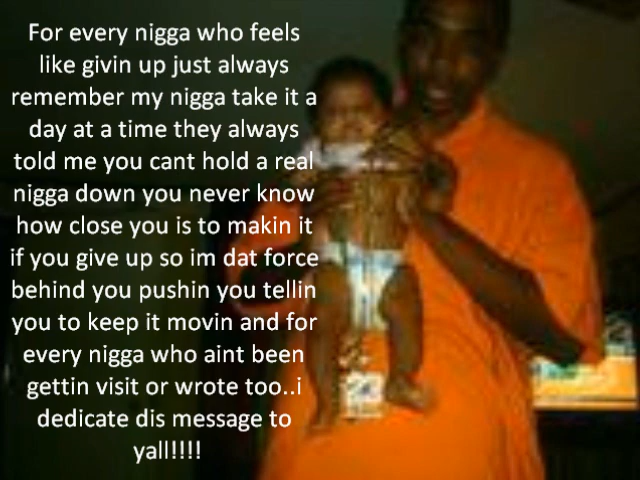 For every nigga who feels
like givin up just always
remember my nigga take it a
day at a time they always
told me you cant hold a real
nigga down you never know
how close you is to makin it
if you give up so im dat force
behind you pushin you tellin
you to keep it movin and for
every nigga who aint been
gettin visit or wrote too..i
dedicate dis message to
yall!!!!